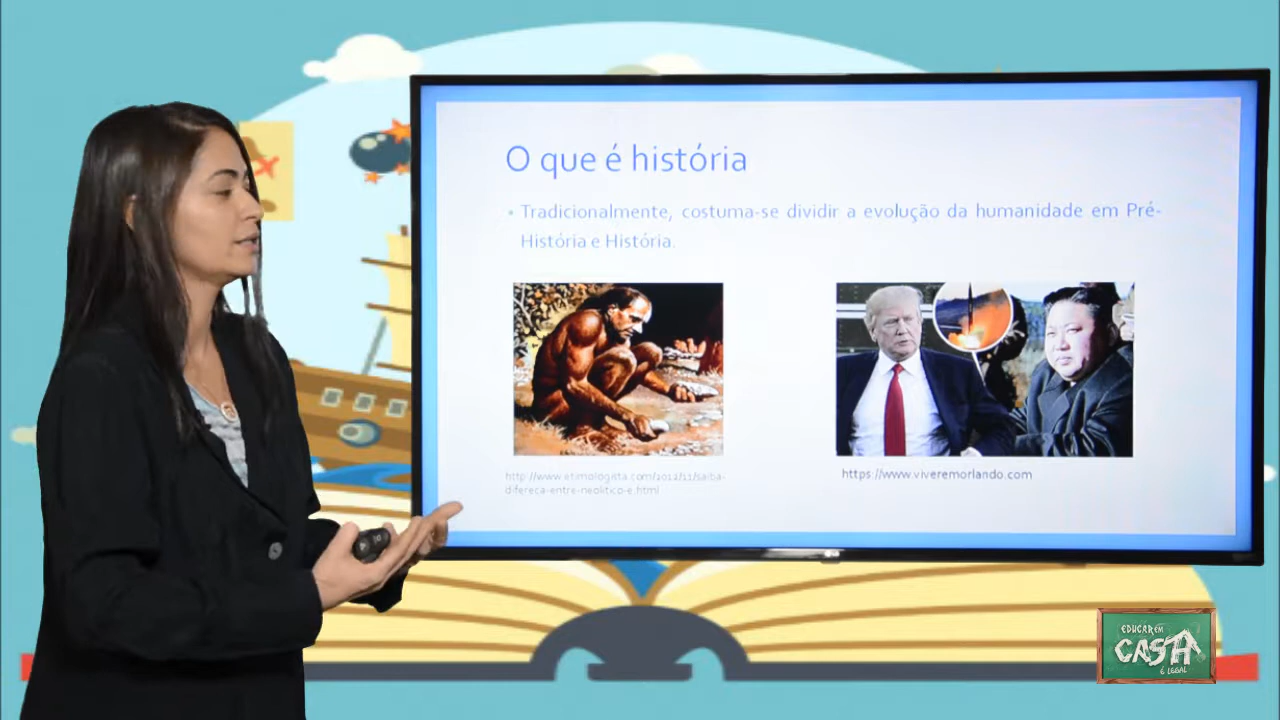 O que é história
• Tradicionalmente, costuma-se dividir a evolução da humanidade em Pré-
História e História.
http://www.etimologista.com/2012/11/saiba-
difereca-entre-neolitico-e.html
https://www.viveremorlando.com
EDUCAR EM
CASA
É LEGAL